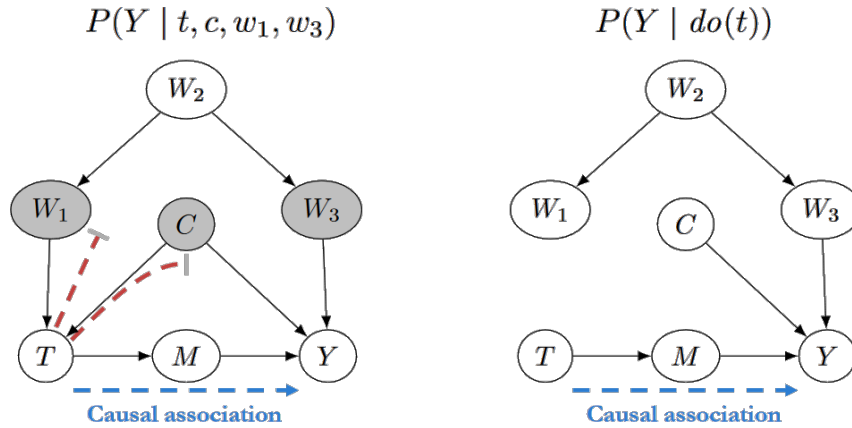 P(Y | t, c, w₁, w₃)
W₂
W₁
C
W₃
T
M
Y
Causal association
P(Y | do(t))
W₂
W₁
C
W₃
T
M
Y
Causal association